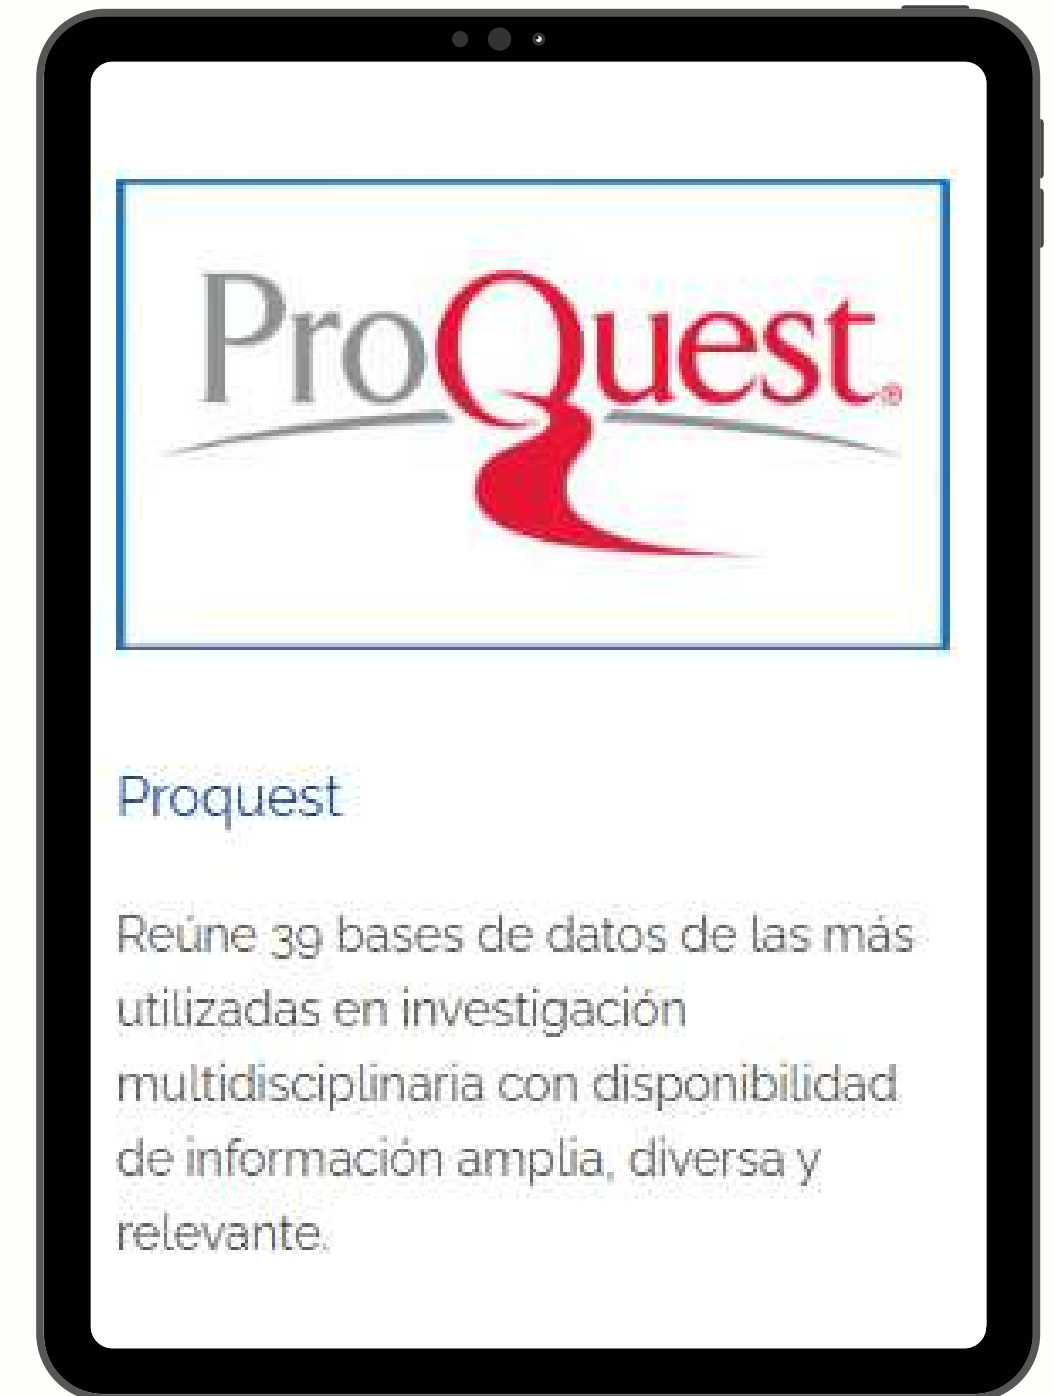 ProQuest®
Proquest
Reúne 39 bases de datos de las más
utilizadas en investigación
multidisciplinaria con disponibilidad
de información amplia, diversa y
relevante.